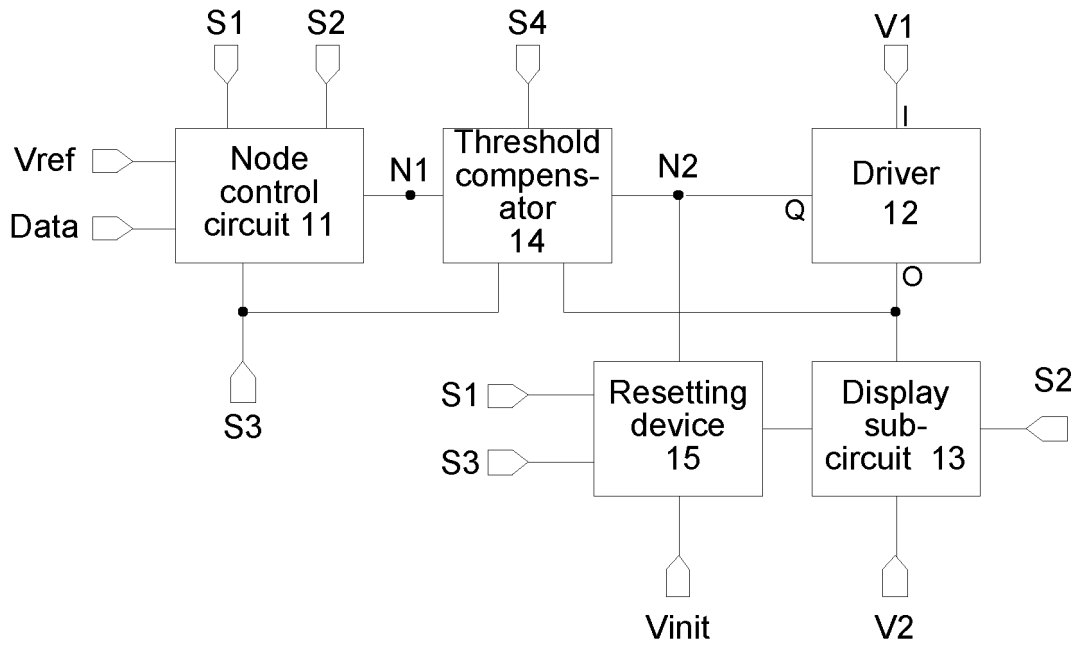 S1
S2
S4
V1
I
Vref
Data
Node
control
circuit 11
N1
Threshold
compens-
ator
14
N2
Q
Driver
12
O
S3
S1
S3
Resetting
device
15
Display
sub-
circuit 13
S2
Vinit
V2